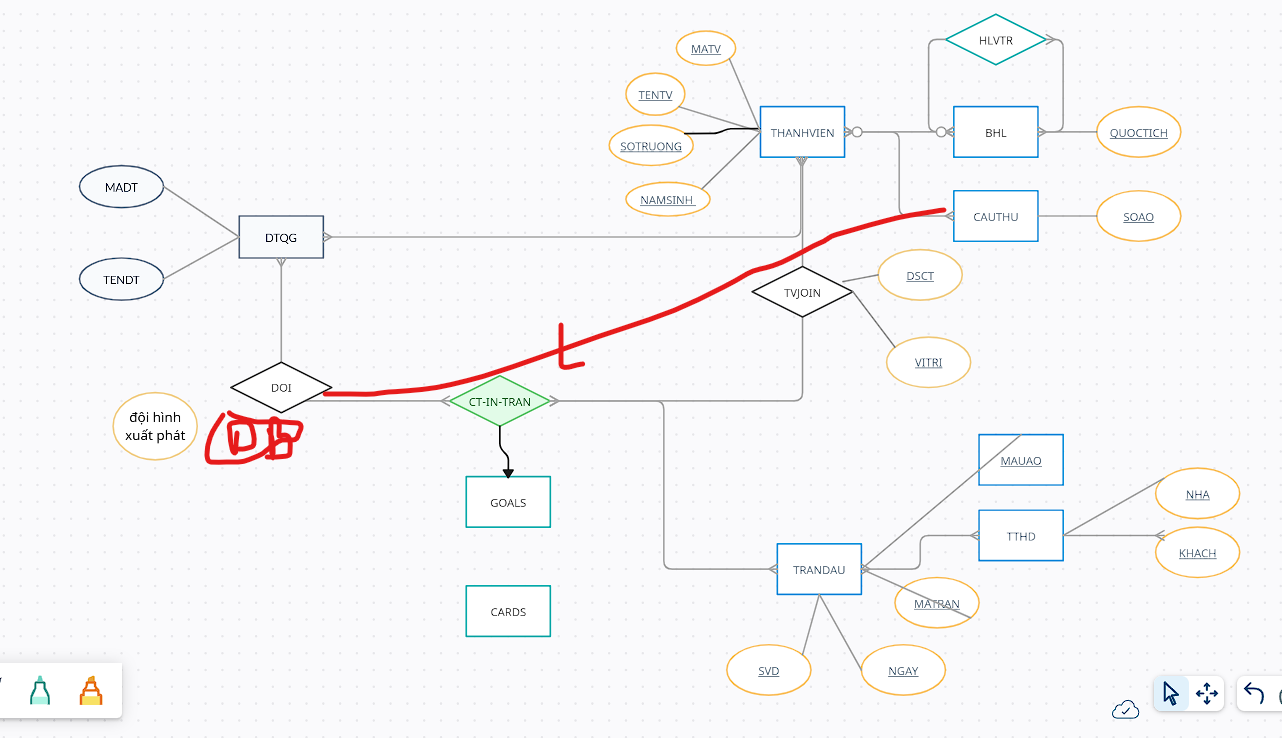 HLVTR
MATV
TENTV
THANHVIEN
BHL
QUOCTICH
SOTRUONG
MADT
NAMSINH
CAUTHU
SOAO
DTQG
TENDT
DSCT
TVJOIN
VITRI
DOI
CT-IN-TRAN
đội hình
xuất phát
MAUAO
GOALS
NHA
TTHD
KHACH
TRANDAU
MATRAN
CARDS
SVD
NGAY